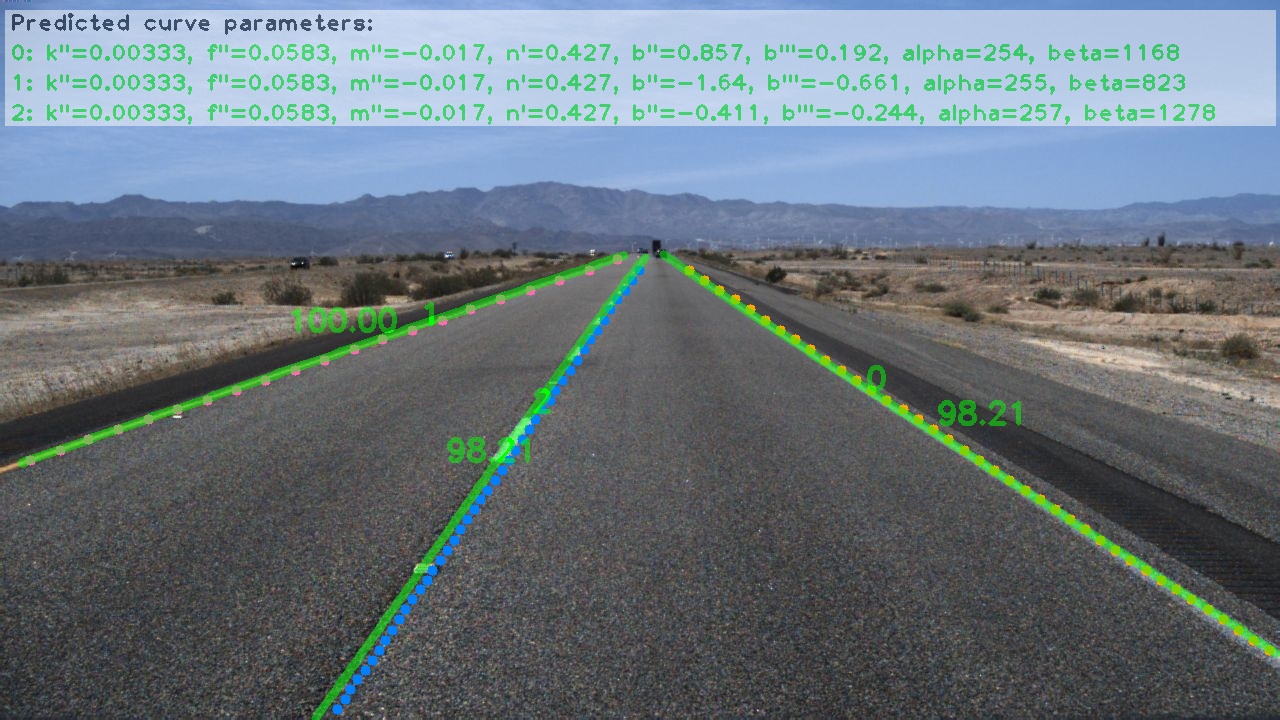 Predicted curve parameters:
0: k''=0.00333, f''=0.0583, m''=-0.017, n'=0.427, b''=0.857, b'''=0.192, alpha=254, beta=1168
1: k''=0.00333, f''=0.0583, m''=-0.017, n'=0.427, b''=-1.64, b'''=-0.661, alpha=255, beta=823
2: k''=0.00333, f''=0.0583, m''=-0.017, n'=0.427, b''=-0.411, b'''=-0.244, alpha=257, beta=1278
100.00 1
0
2
98.21
98.21